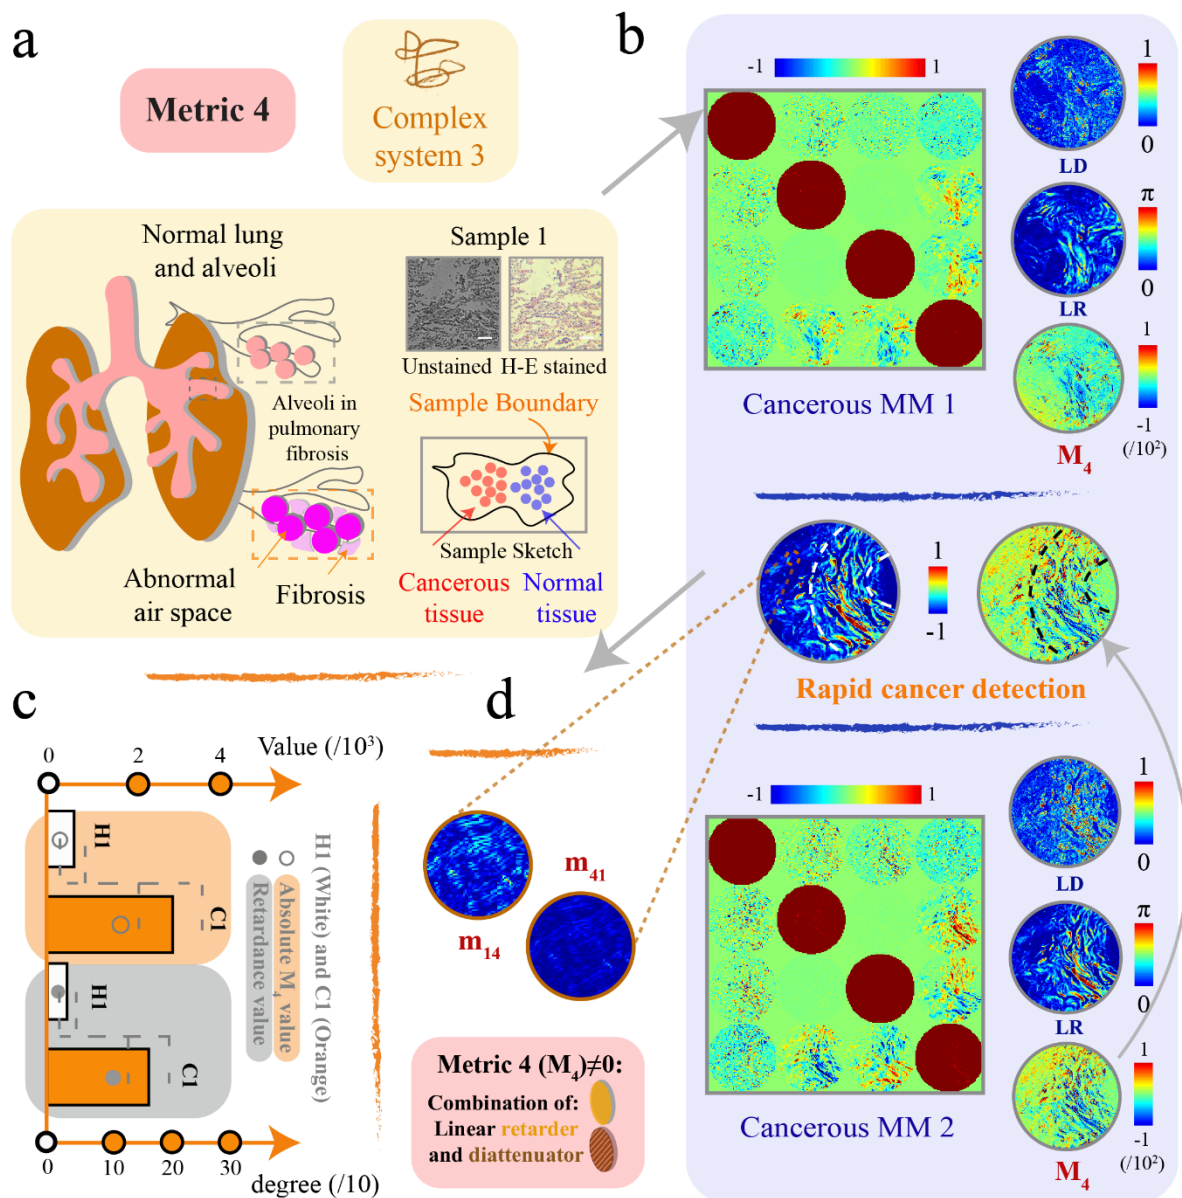 a
Metric 4
Complex
system 3
Normal lung
and alveoli
Alveoli in
pulmonary
fibrosis
Abnormal
air space
Fibrosis
Sample 1
Unstained
H-E stained
Sample Boundary
Sample Sketch
Cancerous
tissue
Normal
tissue
b
-1
1
Cancerous MM 1
1
0
LD
π
0
LR
1
-1
(/10²)
M₄
1
-1
Rapid cancer detection
-1
1
Cancerous MM 2
1
0
LD
π
0
LR
1
-1
(/10²)
M₄
c
Value (/10³)
0
2
4
H1
C1
H1
C1
H1 (White) and C1 (Orange)
Absolute M₄ value
Retardance value
0
10
20
30
degree (/10)
d
m₄₁
m₁₄
Metric 4 (M₄)≠0:
Combination of:
Linear retarder
and diattenuator